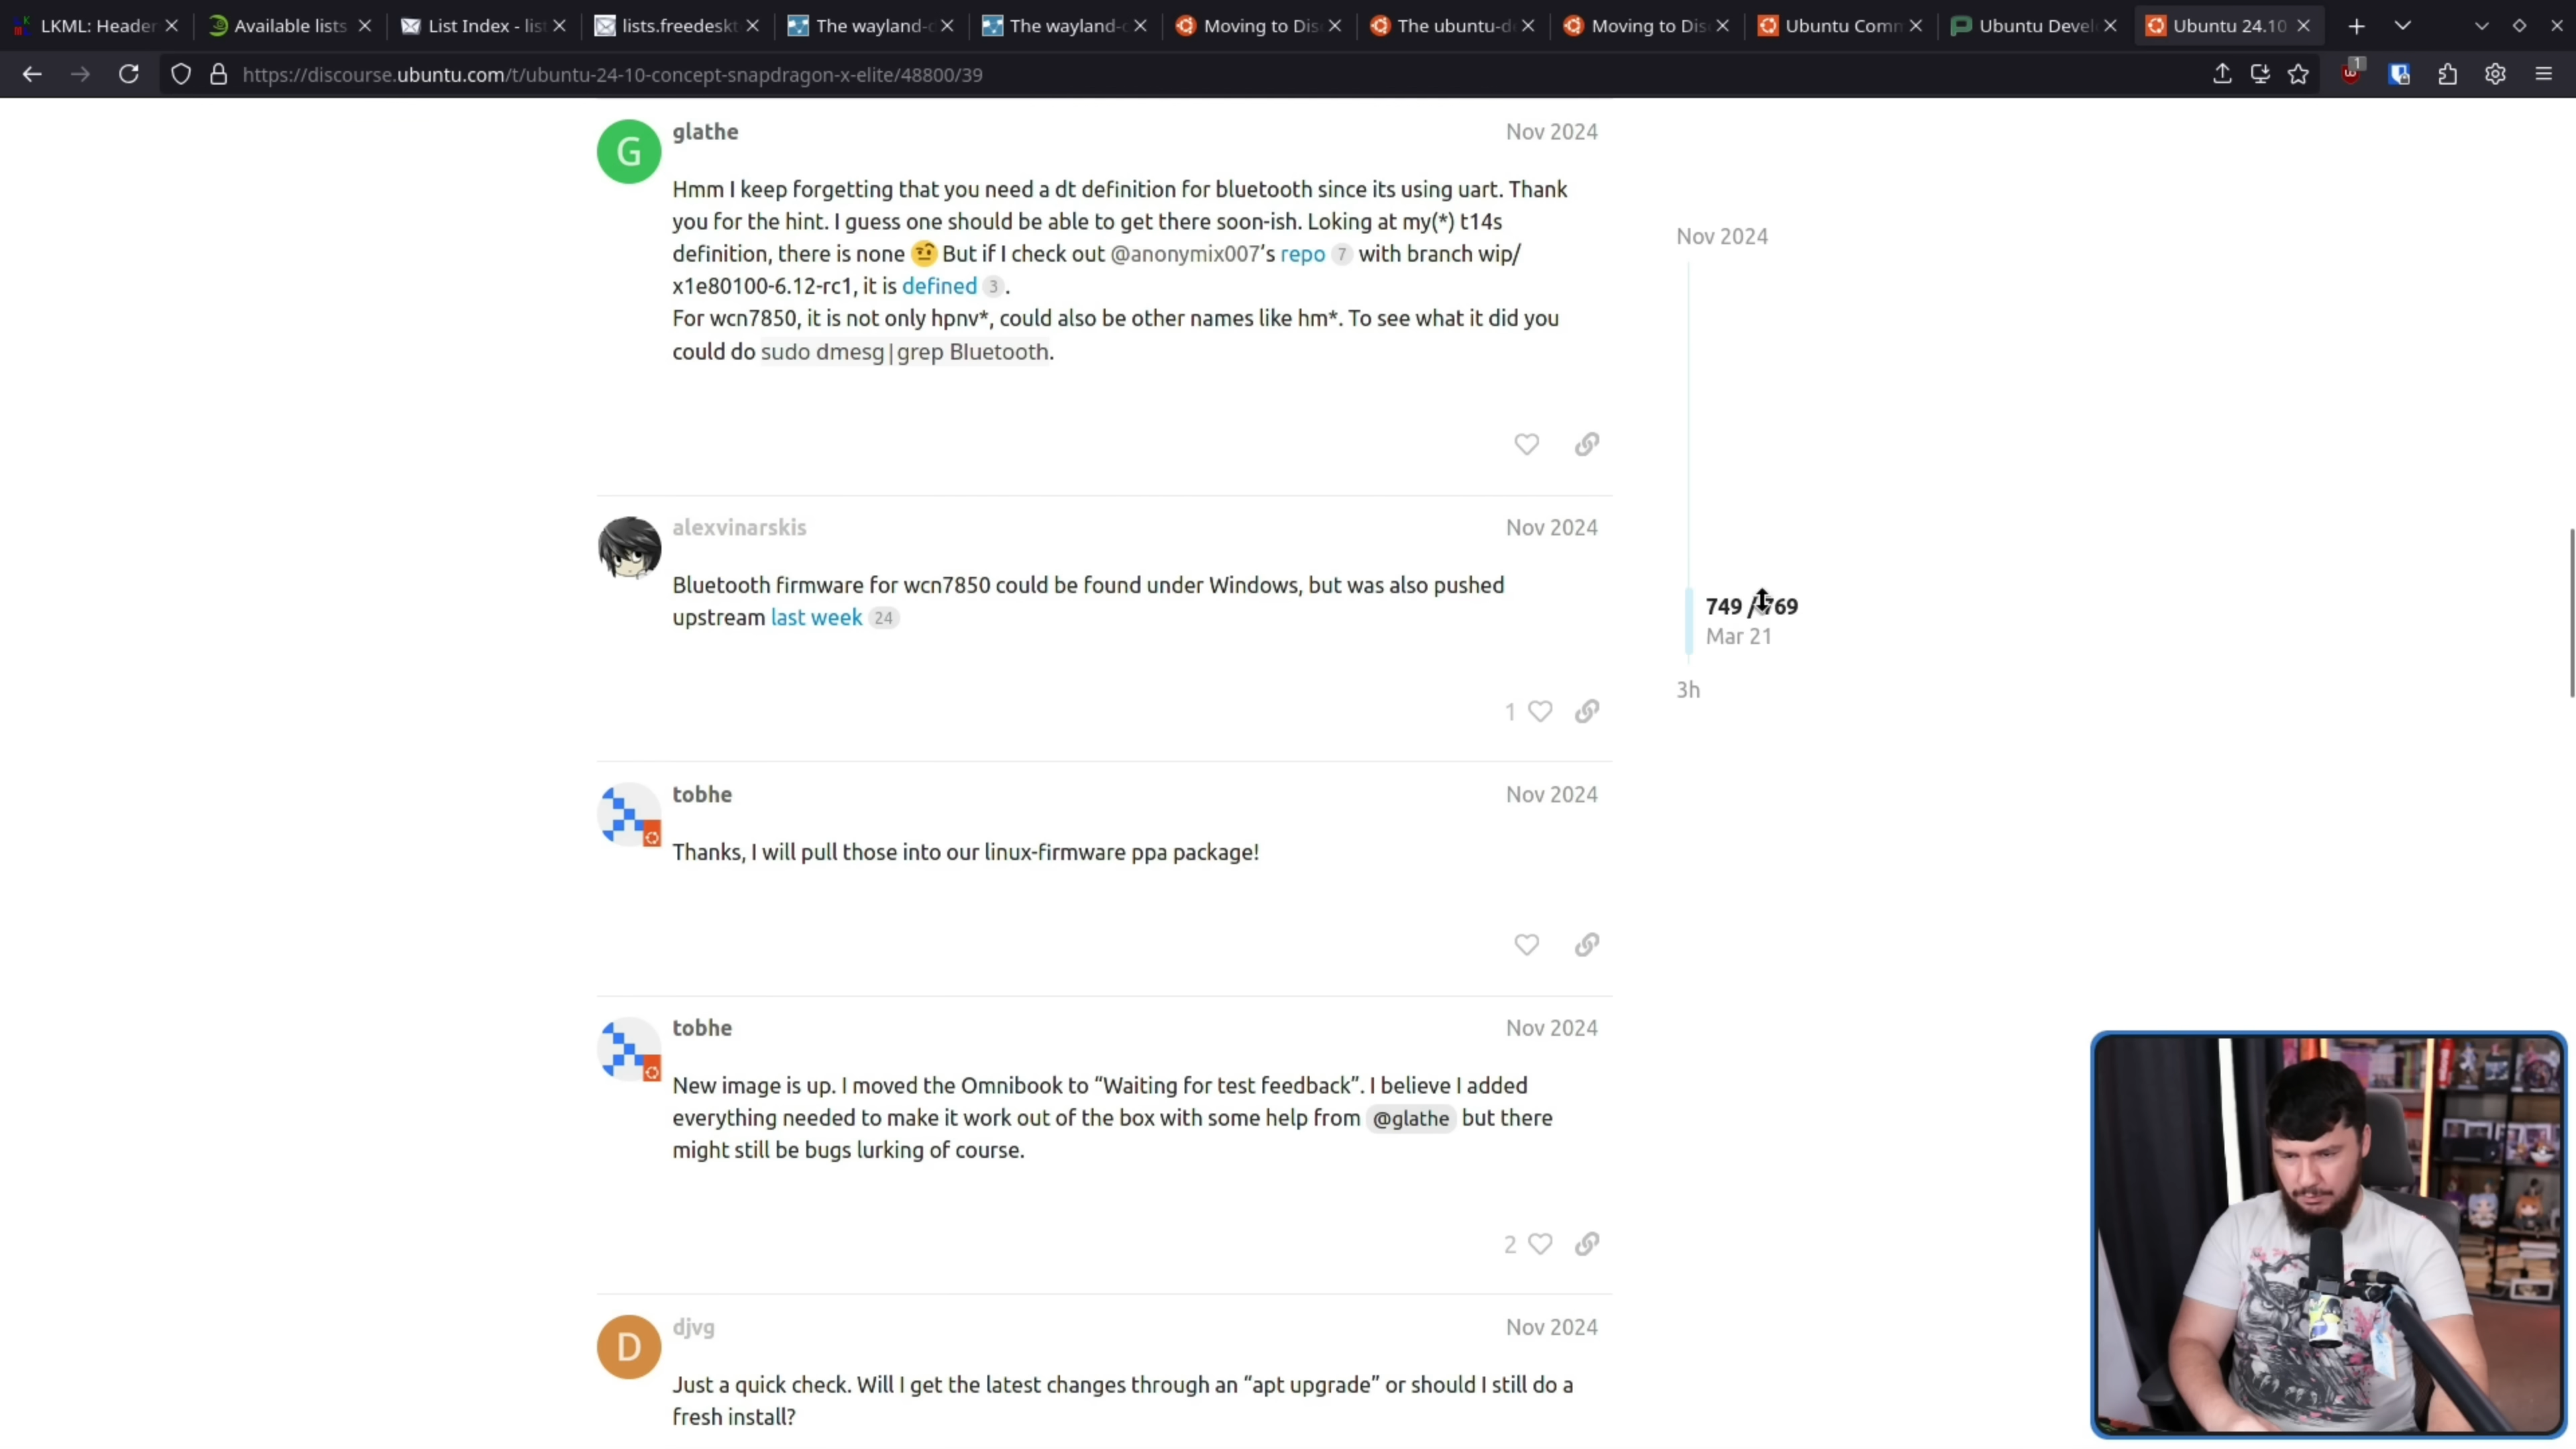 LKML: Header
Available lists
List Index - list
lists.freedeskt
The wayland-d
The wayland-d
Moving to Dis
The ubuntu-de
Moving to Dis
Ubuntu Comm
Ubuntu Devel
Ubuntu 24.10
https://discourse.ubuntu.com/t/ubuntu-24-10-concept-snapdragon-x-elite/48800/39
1
G
glathe
Nov 2024
Hmm I keep forgetting that you need a dt definition for bluetooth since its using uart. Thank
you for the hint. I guess one should be able to get there soon-ish. Loking at my(*) t14s
definition, there is none 🤨 But if I check out @anonymix007's repo 7 with branch wip/
x1e80100-6.12-rc1, it is defined 3.
For wcn7850, it is not only hpnv*, could also be other names like hm*. To see what it did you
could do sudo dmesg|grep Bluetooth.
alexvinarskis
Nov 2024
Bluetooth firmware for wcn7850 could be found under Windows, but was also pushed
upstream last week 24
1
tobhe
Nov 2024
Thanks, I will pull those into our linux-firmware ppa package!
tobhe
Nov 2024
New image is up. I moved the Omnibook to “Waiting for test feedback”. I believe I added
everything needed to make it work out of the box with some help from @glathe but there
might still be bugs lurking of course.
2
D
djvg
Nov 2024
Just a quick check. Will I get the latest changes through an “apt upgrade” or should I still do a
fresh install?
Nov 2024
749 / 769
Mar 21
3h